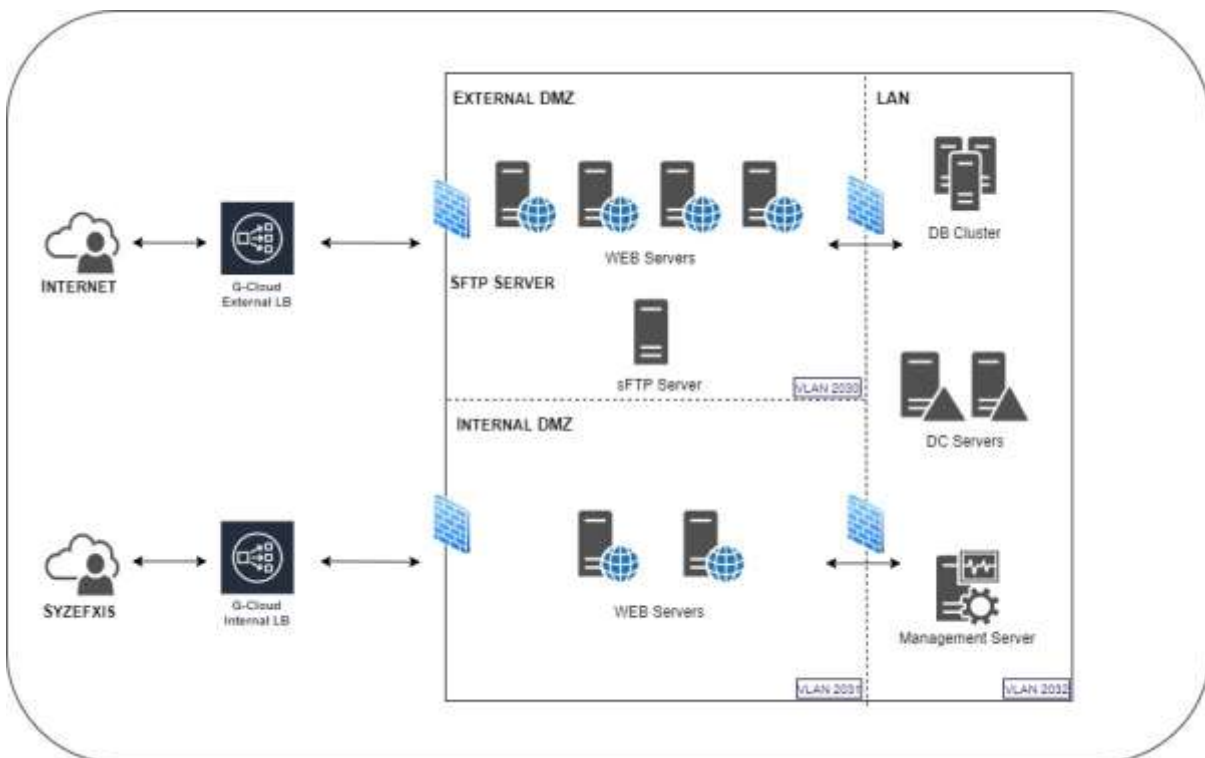 EXTERNAL DMZ
LAN
WEB Servers
DB Cluster
INTERNET
G-Cloud
External LB
SFTP SERVER
sFTP Server
VLAN 2030
INTERNAL DMZ
DC Servers
SYZEFXIS
G-Cloud
Internal LB
WEB Servers
Management Server
VLAN 2031
VLAN 2032